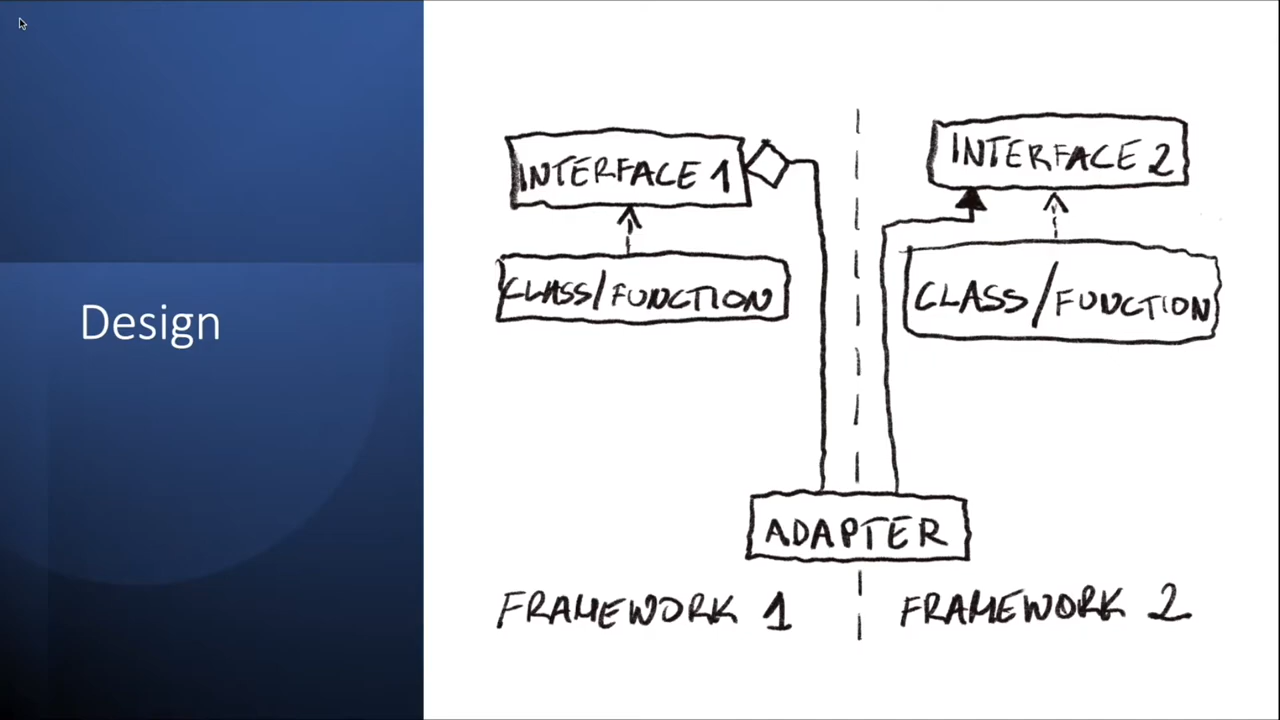 Design
INTERFACE 1
CLASS/FUNCTION
INTERFACE 2
CLASS/FUNCTION
ADAPTER
FRAMEWORK 1
FRAMEWORK 2